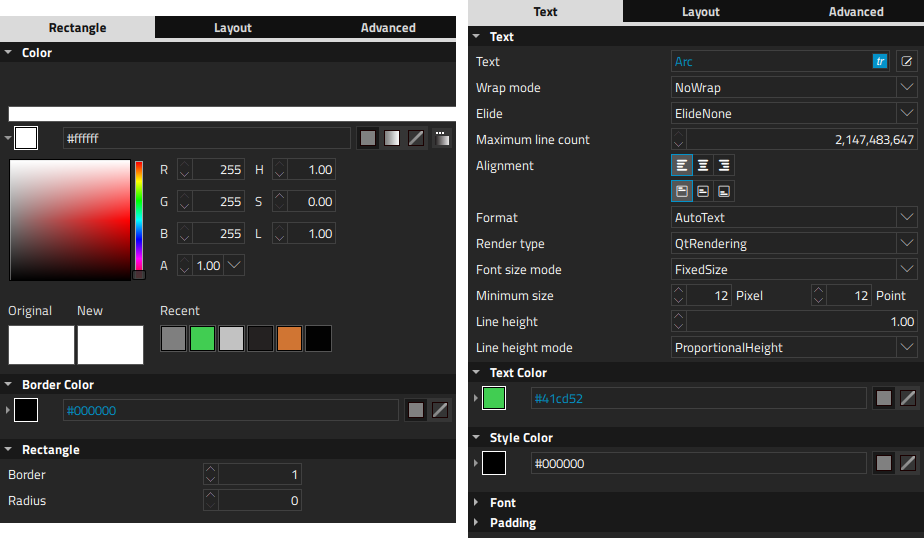 Rectangle Layout Advanced
Color
#ffffff
R 255 H 1.00
G 255 S 0.00
B 255 L 1.00
A 1.00
Original New Recent
Border Color
#000000
Rectangle
Border 1
Radius 0
Text Layout Advanced
Text
Text Arc tr
Wrap mode NoWrap
Elide ElideNone
Maximum line count 2,147,483,647
Alignment
Format AutoText
Render type QtRendering
Font size mode FixedSize
Minimum size 12 Pixel 12 Point
Line height 1.00
Line height mode ProportionalHeight
Text Color
#41cd52
Style Color
#000000
Font
Padding